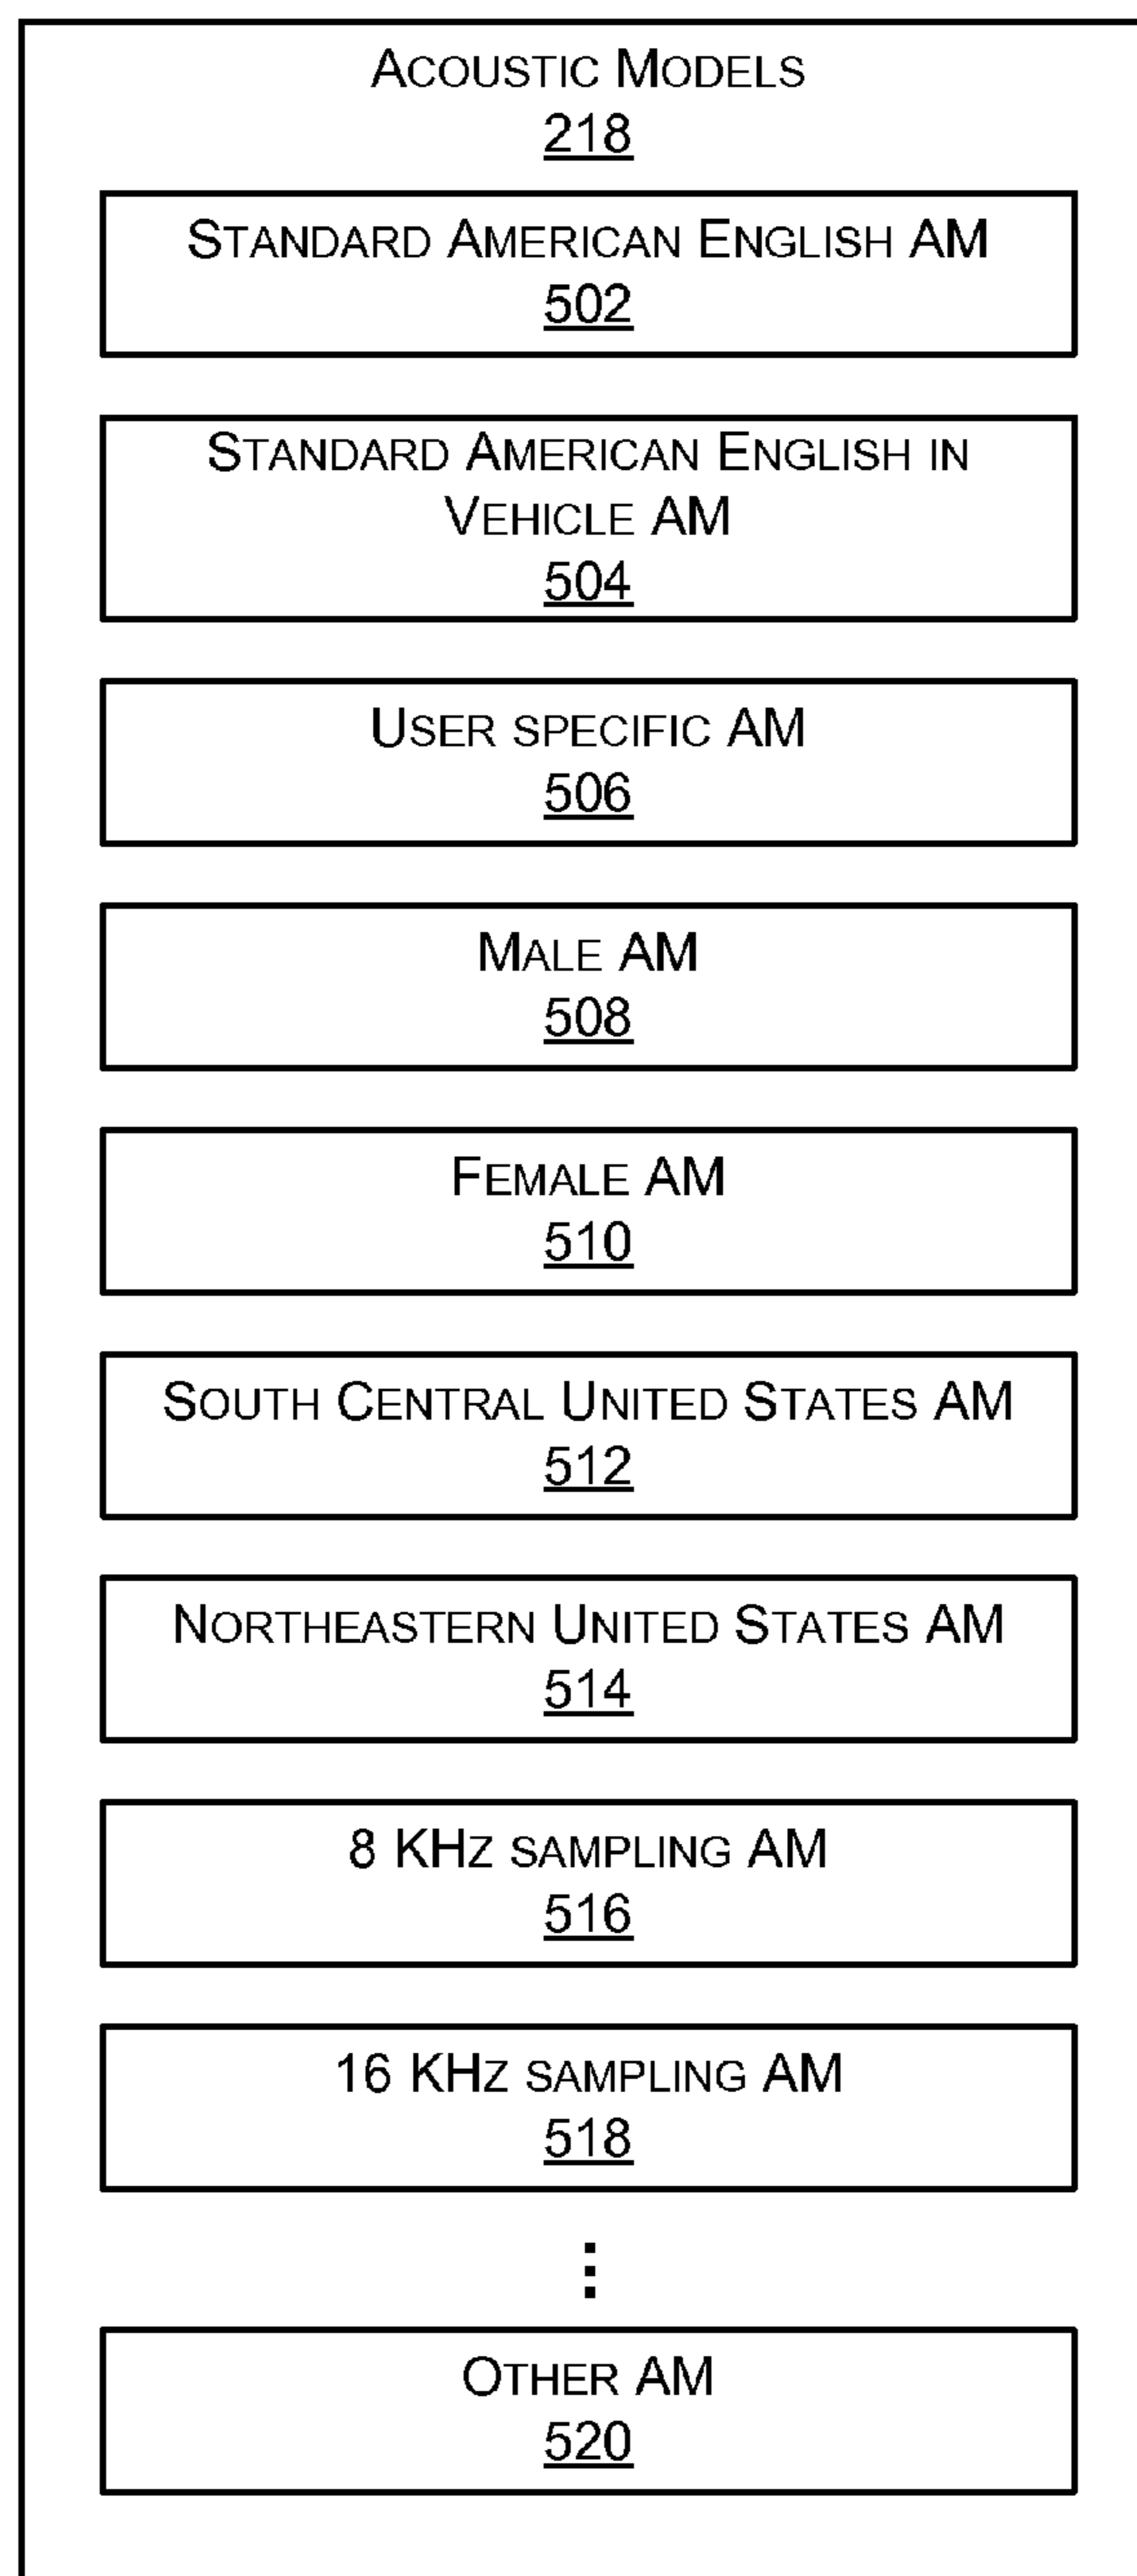 ACOUSTIC MODELS
218
STANDARD AMERICAN ENGLISH AM
502
STANDARD AMERICAN ENGLISH IN
VEHICLE AM
504
USER SPECIFIC AM
506
MALE AM
508
FEMALE AM
510
SOUTH CENTRAL UNITED STATES AM
512
NORTHEASTERN UNITED STATES AM
514
8 KHZ SAMPLING AM
516
16 KHZ SAMPLING AM
518
⋮
OTHER AM
520